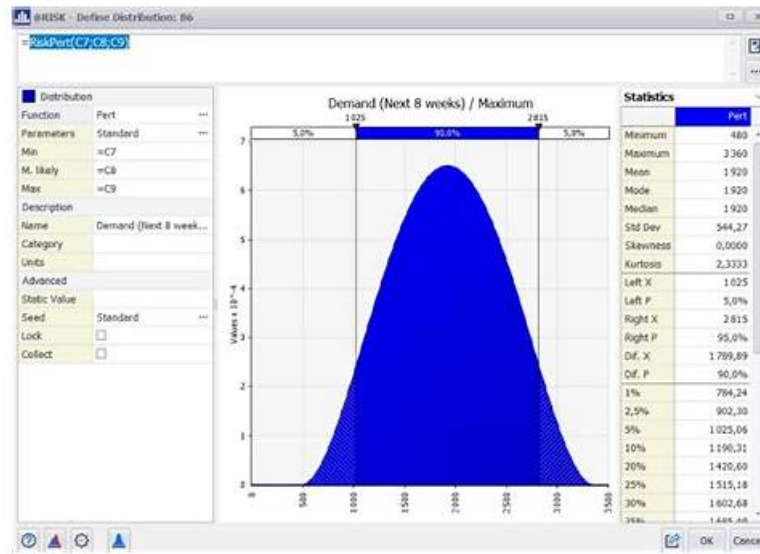 @RISK - Define Distribution: B6
=RiskPert(C7;C8;C9)
Distribution
Function Pert ...
Parameters Standard ...
Min =C7
M. likely =C8
Max =C9
Description
Name Demand (Next 8 week...
Category
Units
Advanced
Static Value
Seed Standard ...
Lock
Collect
Demand (Next 8 weeks) / Maximum
1025 2815
5,0% 90,0% 5,0%
7
6
5
4
3
2
1
0
Values x 10^-4
0 500 1000 1500 2000 2500 3000 3500
Statistics
Pert
Minimum 480
Maximum 3360
Mean 1920
Mode 1920
Median 1920
Std Dev 544,27
Skewness 0,0000
Kurtosis 2,3333
Left X 1025
Left P 5,0%
Right X 2815
Right P 95,0%
Dif. X 1789,89
Dif. P 90,0%
1% 784,24
2,5% 902,30
5% 1025,06
10% 1190,31
20% 1420,60
25% 1515,18
30% 1602,68
OK